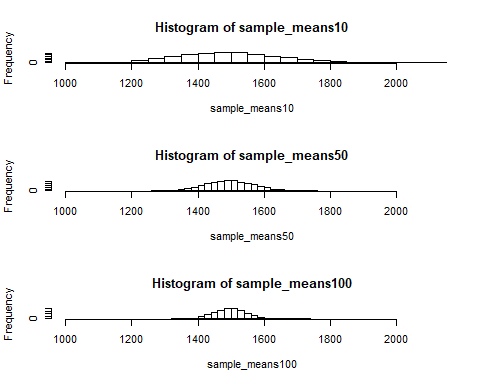 Histogram of sample_means10
Frequency
0
1000 1200 1400 1600 1800 2000
sample_means10
Histogram of sample_means50
Frequency
0
1000 1200 1400 1600 1800 2000
sample_means50
Histogram of sample_means100
Frequency
0
1000 1200 1400 1600 1800 2000
sample_means100